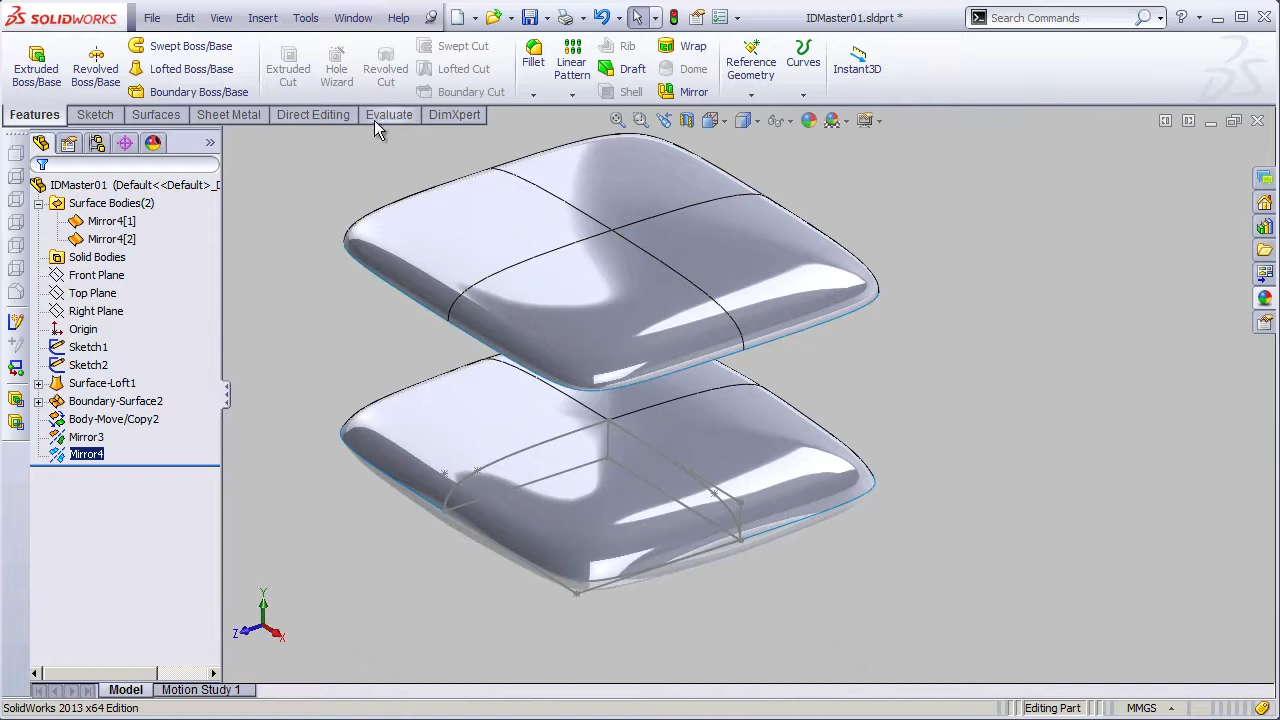 SOLIDWORKS File Edit View Insert Tools Window Help IDMaster01.sldprt * Search Commands
Extruded Boss/Base
Revolved Boss/Base
Swept Boss/Base
Lofted Boss/Base
Boundary Boss/Base
Extruded Cut
Hole Wizard
Revolved Cut
Swept Cut
Lofted Cut
Boundary Cut
Fillet
Linear Pattern
Rib
Draft
Shell
Wrap
Dome
Mirror
Reference Geometry
Curves
Instant3D
Features Sketch Surfaces Sheet Metal Direct Editing Evaluate DimXpert
IDMaster01 (Default<<Default>_D
Surface Bodies(2)
Mirror4[1]
Mirror4[2]
Solid Bodies
Front Plane
Top Plane
Right Plane
Origin
Sketch1
Sketch2
Surface-Loft1
Boundary-Surface2
Body-Move/Copy2
Mirror3
Mirror4
Y
Z
X
Model Motion Study 1
SolidWorks 2013 x64 Edition Editing Part MMGS